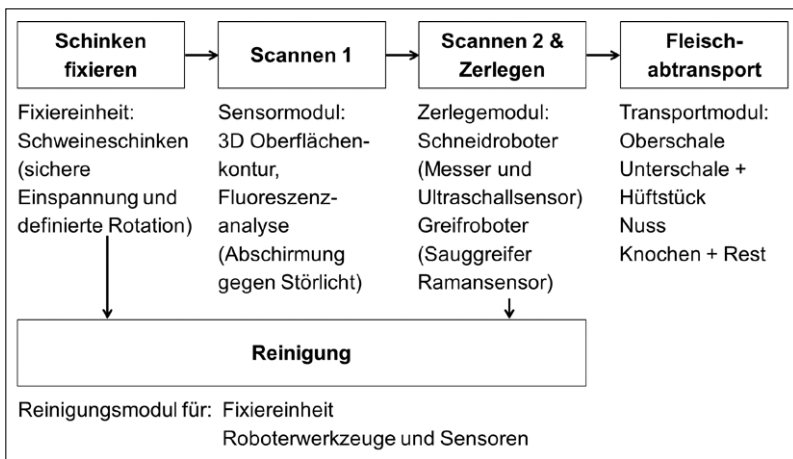 Schinken
fixieren
Scannen 1
Scannen 2 &
Zerlegen
Fleisch-
abtransport
Fixiereinheit:
Schweineschinken
(sichere
Einspannung und
definierte Rotation)
Sensormodul:
3D Oberflächen-
kontur,
Fluoreszenz-
analyse
(Abschirmung
gegen Störlicht)
Zerlegemodul:
Schneidroboter
(Messer und
Ultraschallsensor)
Greifroboter
(Sauggreifer
Ramansensor)
Transportmodul:
Oberschale
Unterschale +
Hüftstück
Nuss
Knochen + Rest
Reinigung
Reinigungsmodul für: Fixiereinheit
Roboterwerkzeuge und Sensoren